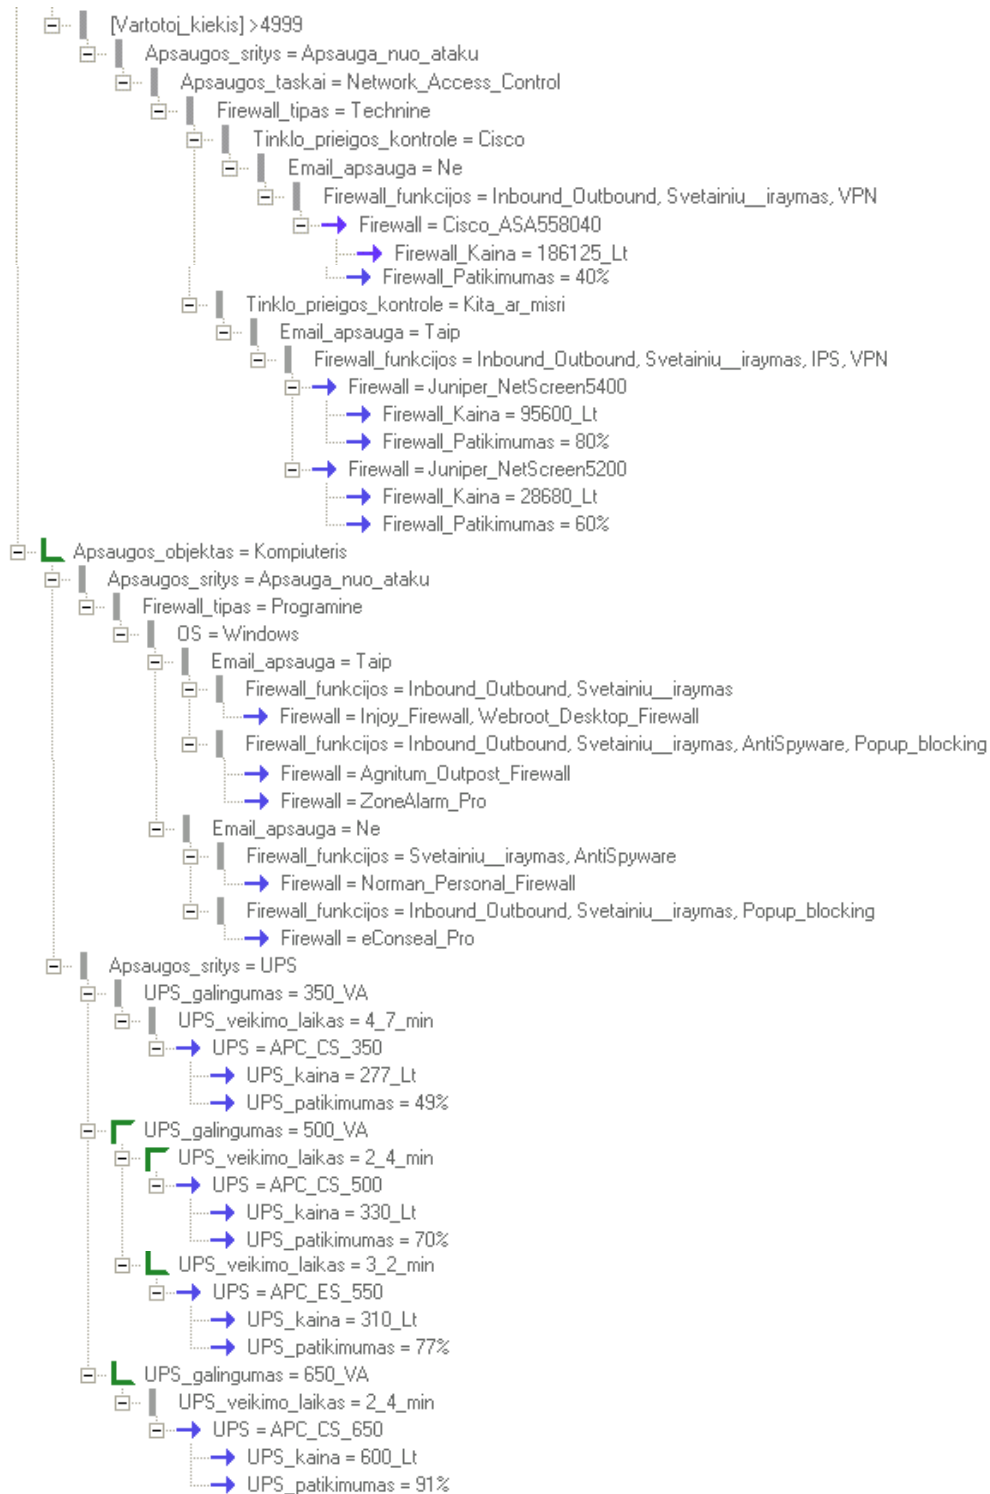 [Vartotoj_kiekis] >4999
Apsaugos_sritys = Apsauga_nuo_ataku
Apsaugos_taskai = Network_Access_Control
Firewall_tipas = Technine
Tinklo_prieigos_kontrole = Cisco
Email_apsauga = Ne
Firewall_funkcijos = Inbound_Outbound, Svetainiu__iraymas, VPN
Firewall = Cisco_ASA558040
Firewall_Kaina = 186125_Lt
Firewall_Patikimumas = 40%
Tinklo_prieigos_kontrole = Kita_ar_misri
Email_apsauga = Taip
Firewall_funkcijos = Inbound_Outbound, Svetainiu__iraymas, IPS, VPN
Firewall = Juniper_NetScreen5400
Firewall_Kaina = 95600_Lt
Firewall_Patikimumas = 80%
Firewall = Juniper_NetScreen5200
Firewall_Kaina = 28680_Lt
Firewall_Patikimumas = 60%
Apsaugos_objektas = Kompiuteris
Apsaugos_sritys = Apsauga_nuo_ataku
Firewall_tipas = Programine
OS = Windows
Email_apsauga = Taip
Firewall_funkcijos = Inbound_Outbound, Svetainiu__iraymas
Firewall = Injoy_Firewall, Webroot_Desktop_Firewall
Firewall_funkcijos = Inbound_Outbound, Svetainiu__iraymas, AntiSpyware, Popup_blocking
Firewall = Agnitum_Outpost_Firewall
Firewall = ZoneAlarm_Pro
Email_apsauga = Ne
Firewall_funkcijos = Svetainiu__iraymas, AntiSpyware
Firewall = Norman_Personal_Firewall
Firewall_funkcijos = Inbound_Outbound, Svetainiu__iraymas, Popup_blocking
Firewall = eConseal_Pro
Apsaugos_sritys = UPS
UPS_galingumas = 350_VA
UPS_veikimo_laikas = 4_7_min
UPS = APC_CS_350
UPS_kaina = 277_Lt
UPS_patikimumas = 49%
UPS_galingumas = 500_VA
UPS_veikimo_laikas = 2_4_min
UPS = APC_CS_500
UPS_kaina = 330_Lt
UPS_patikimumas = 70%
UPS_veikimo_laikas = 3_2_min
UPS = APC_ES_550
UPS_kaina = 310_Lt
UPS_patikimumas = 77%
UPS_galingumas = 650_VA
UPS_veikimo_laikas = 2_4_min
UPS = APC_CS_650
UPS_kaina = 600_Lt
UPS_patikimumas = 91%